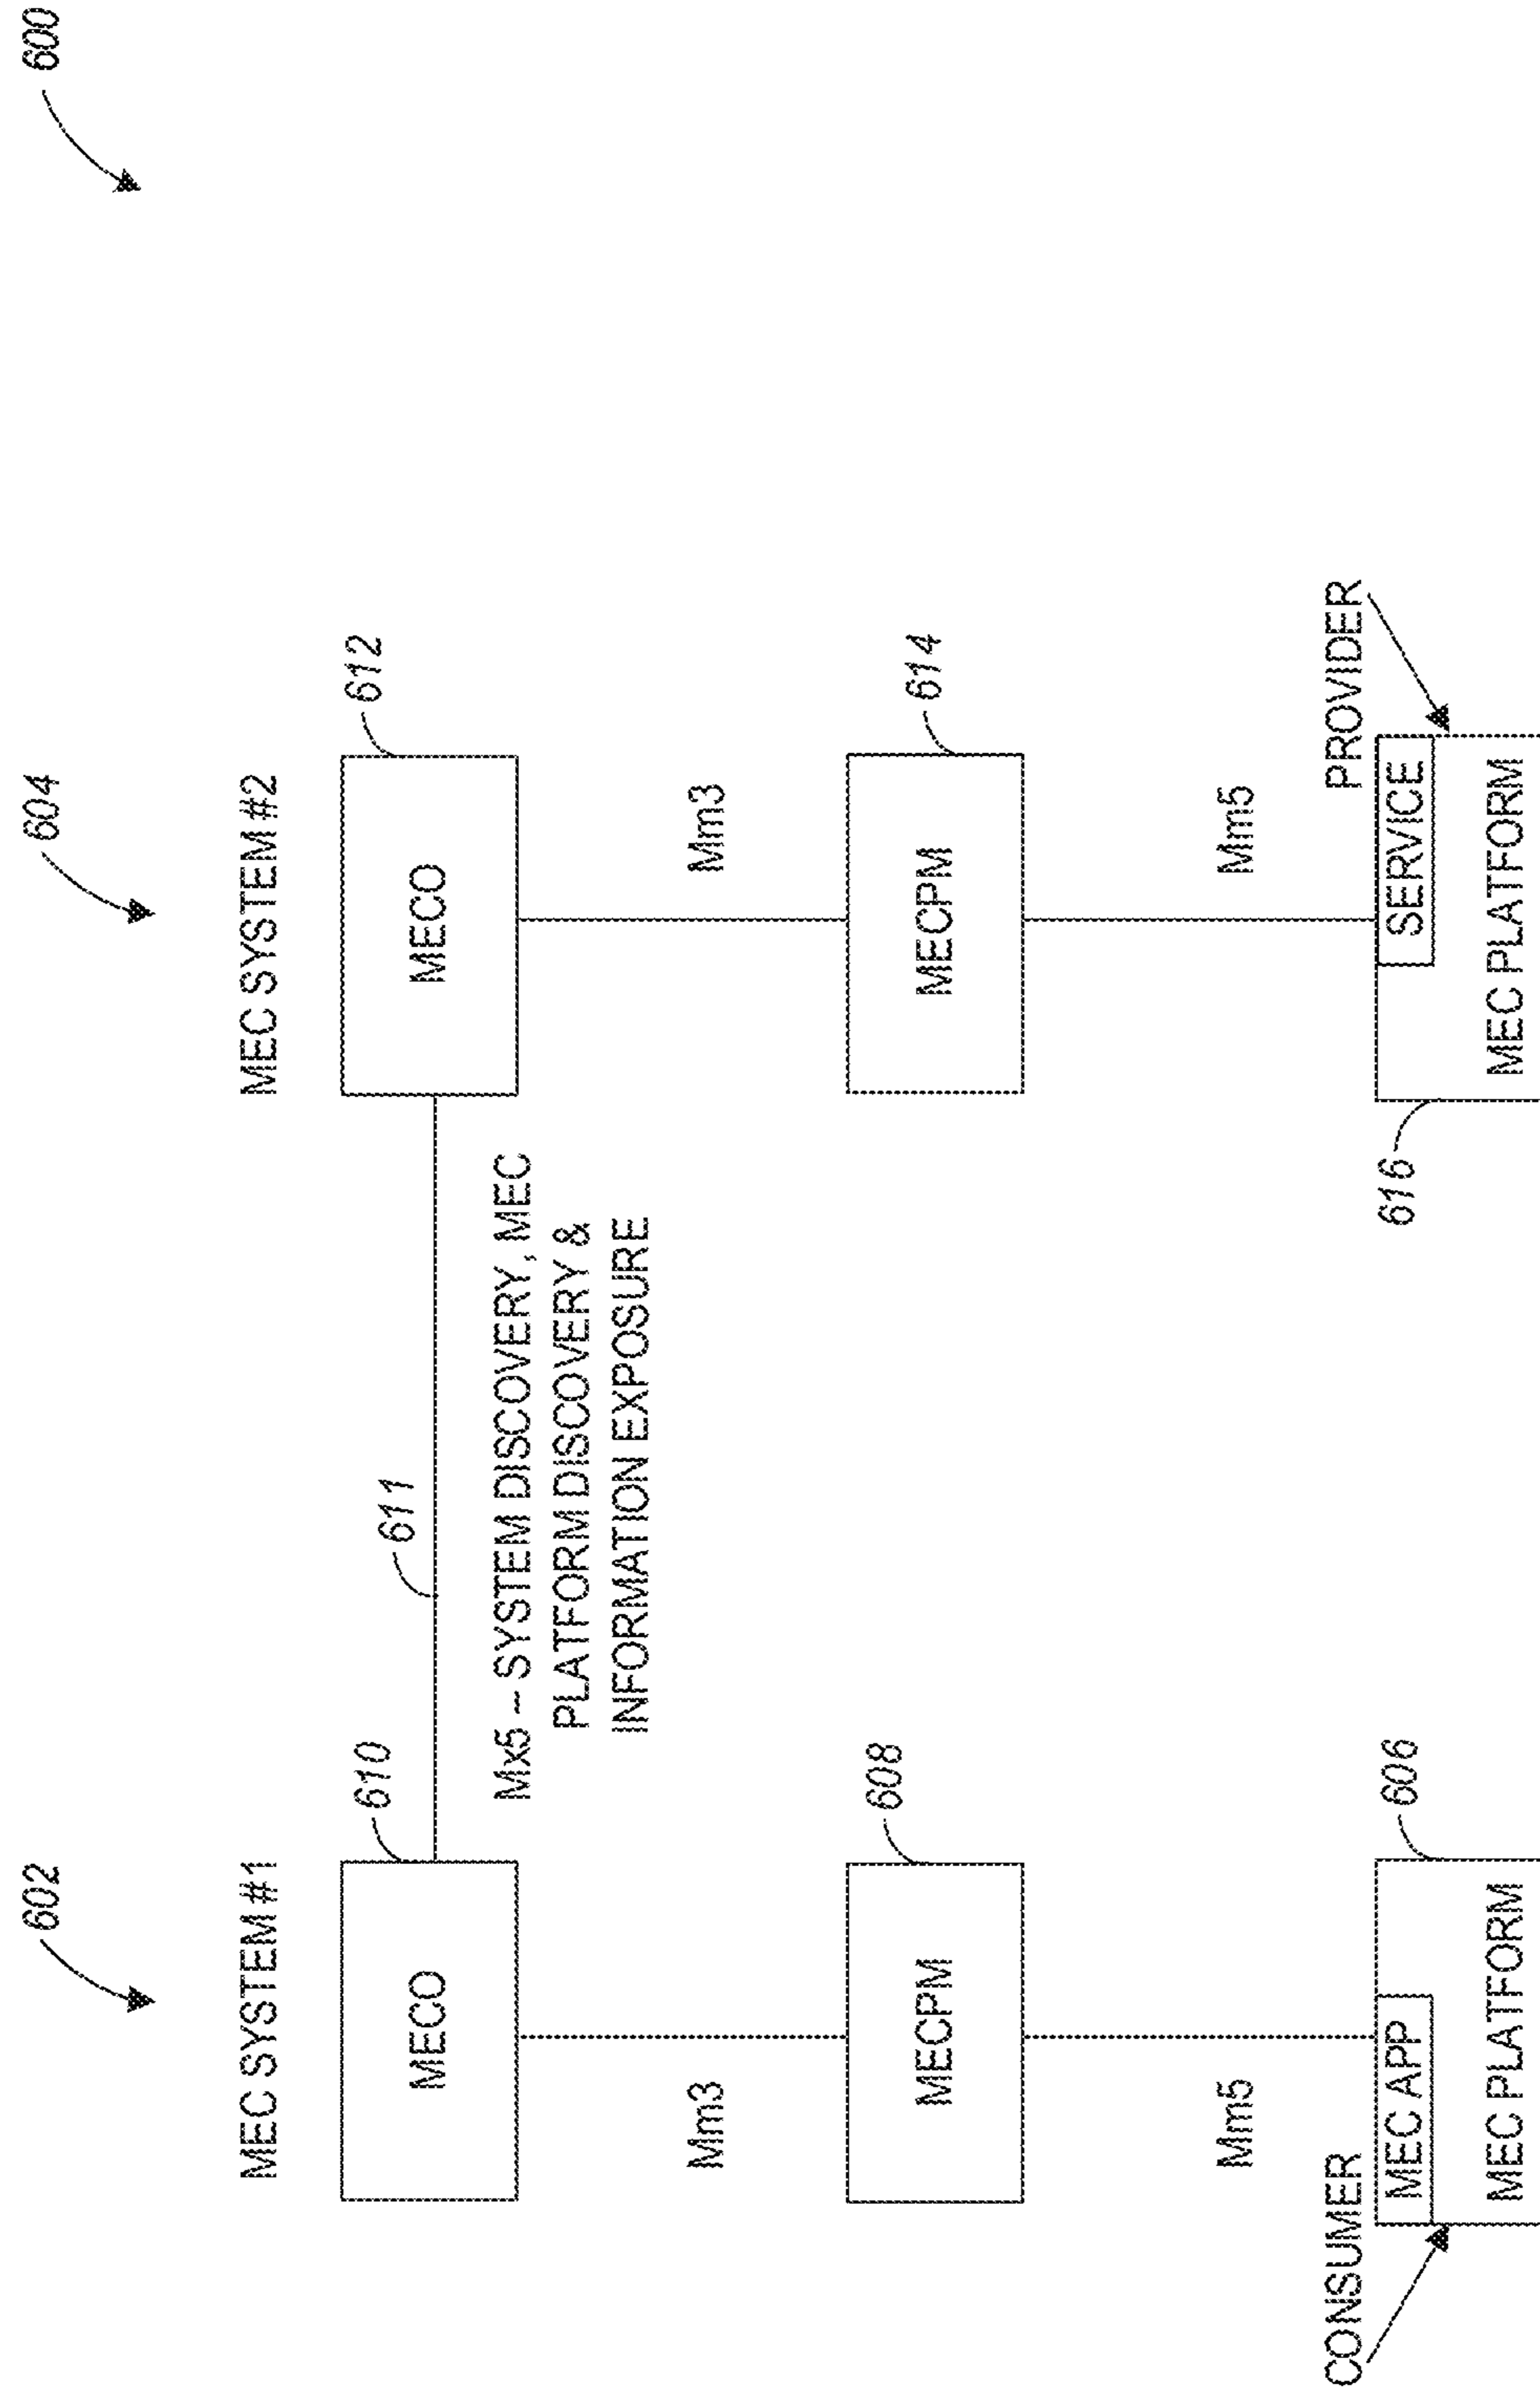 600
602
604
MEC SYSTEM #1
MEC SYSTEM #2
610
612
MECO
611
MECO
Mx5 – SYSTEM DISCOVERY, MEC
PLATFORM DISCOVERY &
INFORMATION EXPOSURE
Mm3
Mm3
608
614
MECPM
MECPM
Mm5
Mm5
CONSUMER
PROVIDER
606
616
MEC APP
SERVICE
MEC PLATFORM
MEC PLATFORM